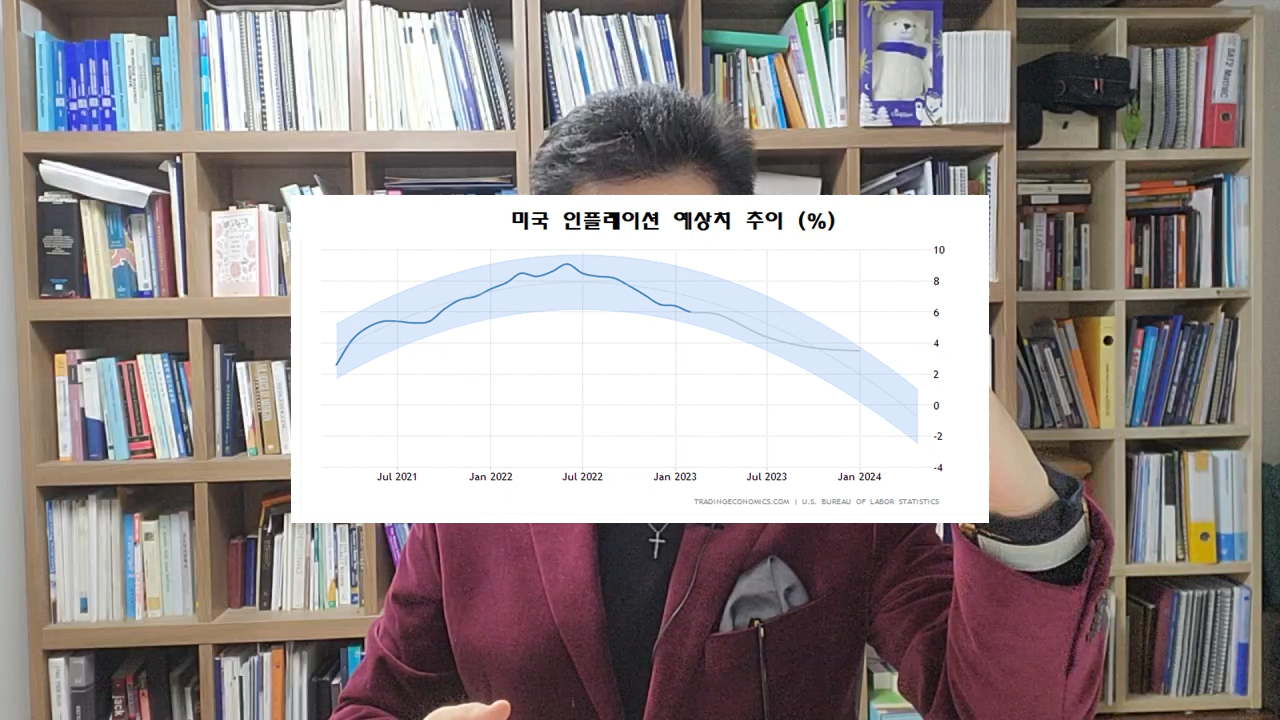 미국 인플레이션 예상치 추이 (%)
10
8
6
4
2
0
-2
-4
Jul 2021 Jan 2022 Jul 2022 Jan 2023 Jul 2023 Jan 2024
TRADINGECONOMICS.COM | U.S. BUREAU OF LABOR STATISTICS